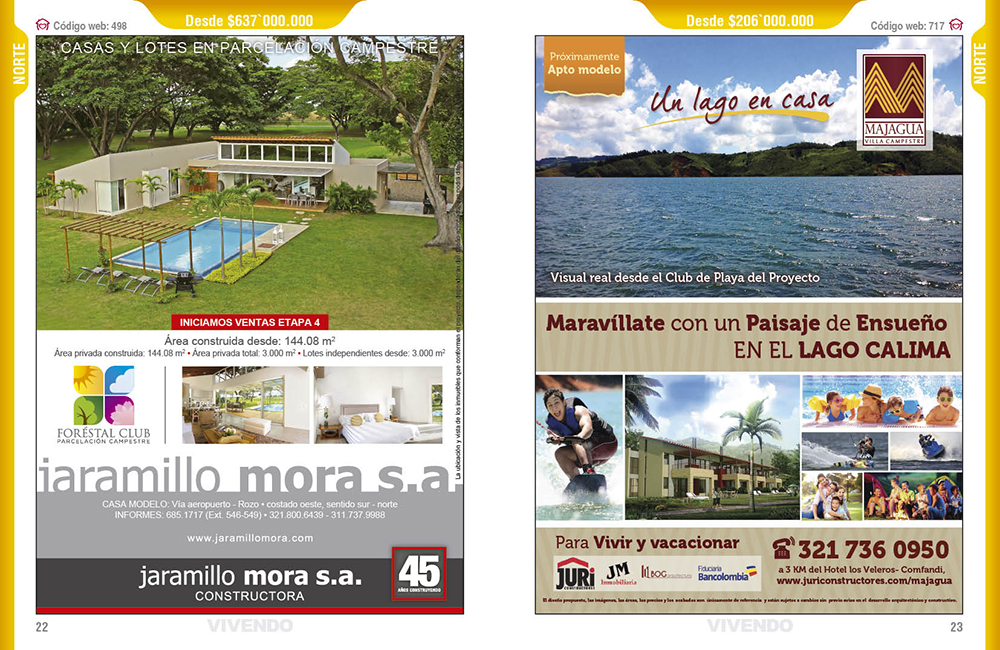 Código web: 498
Desde $637`000.000
NORTE
CASAS Y LOTES EN PARCELACIÓN CAMPESTRE
INICIAMOS VENTAS ETAPA 4
Área construida desde: 144.08 m²
Área privada construida: 144.08 m² • Área privada total: 3.000 m² • Lotes independientes desde: 3.000 m²
La ubicación y vista de los inmuebles que conforman el proyecto,
FORÉSTAL CLUB
PARCELACIÓN CAMPESTRE
jaramillo mora s.a.
CASA MODELO: Vía aeropuerto - Rozo • costado oeste, sentido sur - norte
INFORMES: 685.1717 (Ext. 546-549) • 321.800.6439 - 311.737.9988
www.jaramillomora.com
jaramillo mora s.a.
CONSTRUCTORA
45
AÑOS CONSTRUYENDO
22
VIVENDO
Desde $206`000.000
Código web: 717
NORTE
Próximamente
Apto modelo
Un lago en casa
MAJAGUA
VILLA CAMPESTRE
Visual real desde el Club de Playa del Proyecto
Maravíllate con un Paisaje de Ensueño
EN EL LAGO CALIMA
Para Vivir y vacacionar
321 736 0950
a 3 KM del Hotel los Veleros- Comfandi,
www.juriconstructores.com/majagua
JURI
CONSTRUCTORES
JM
Inmobiliaria
BOG
Fiduciaria
Bancolombia
El diseño propuesto, las imágenes, las áreas, los precios y los acabados son únicamente de referencia y están sujetos a cambios sin previo aviso en el desarrollo arquitectónico y constructivo.
VIVENDO
23